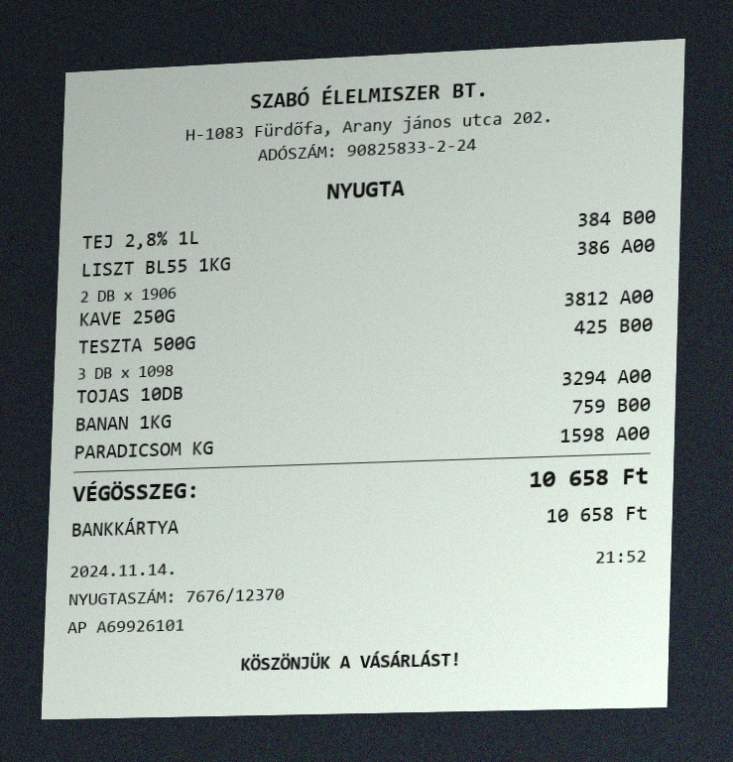 SZABÓ ÉLELMISZER BT.
H-1083 Fürdőfa, Arany jános utca 202.
ADÓSZÁM: 90825833-2-24
NYUGTA
TEJ 2,8% 1L 384 B00
LISZT BL55 1KG 386 A00
2 DB x 1906
KAVE 250G 3812 A00
TESZTA 500G 425 B00
3 DB x 1098
TOJAS 10DB 3294 A00
BANAN 1KG 759 B00
PARADICSOM KG 1598 A00
VÉGÖSSZEG: 10 658 Ft
BANKKÁRTYA 10 658 Ft
2024.11.14. 21:52
NYUGTASZÁM: 7676/12370
AP A69926101
KÖSZÖNJÜK A VÁSÁRLÁST!